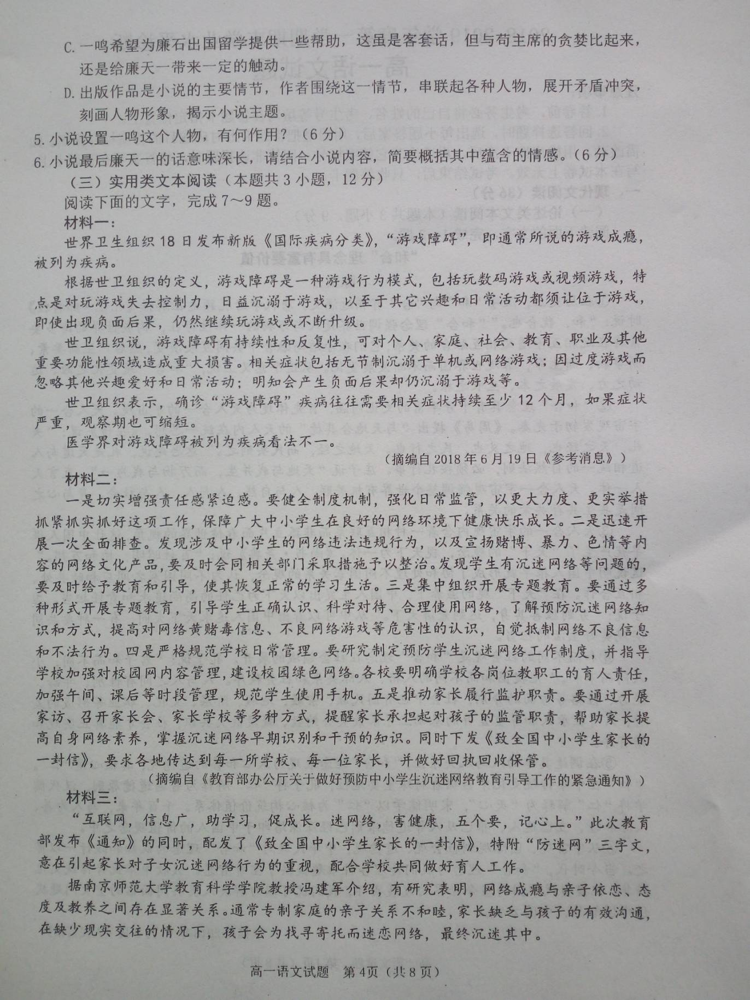 C. 一鸣希望为廉石出国留学提供一些帮助，这虽是客套话，但与苟主席的贪婪比起来，
还是给廉天一带来一定的触动。
D. 出版作品是小说的主要情节，作者围绕这一情节，串联起各种人物，展开矛盾冲突，
刻画人物形象，揭示小说主题。
5. 小说设置一鸣这个人物，有何作用？（6 分）
6. 小说最后廉天一的话意味深长，请结合小说内容，简要概括其中蕴含的情感。（6 分）
（三）实用类文本阅读（本题共 3 小题，12 分）
阅读下面的文字，完成 7～9 题。
材料一：
世界卫生组织 18 日发布新版《国际疾病分类》，“游戏障碍”，即通常所说的游戏成瘾，
被列为疾病。
根据世卫组织的定义，游戏障碍是一种游戏行为模式，包括玩数码游戏或视频游戏，特
点是对玩游戏失去控制力，日益沉溺于游戏，以至于其它兴趣和日常活动都须让位于游戏，
即使出现负面后果，仍然继续玩游戏或不断升级。
世卫组织说，游戏障碍有持续性和反复性，可对个人、家庭、社会、教育、职业及其他
重要功能性领域造成重大损害。相关症状包括无节制沉溺于单机或网络游戏；因过度游戏而
忽略其他兴趣爱好和日常活动；明知会产生负面后果却仍沉溺于游戏等。
世卫组织表示，确诊“游戏障碍”疾病往往需要相关症状持续至少 12 个月，如果症状
严重，观察期也可缩短。
医学界对游戏障碍被列为疾病看法不一。
（摘编自 2018 年 6 月 19 日《参考消息》）
材料二：
一是切实增强责任感紧迫感。要健全制度机制，强化日常监管，以更大力度、更实举措
抓紧抓实抓好这项工作，保障广大中小学生在良好的网络环境下健康快乐成长。二是迅速开
展一次全面排查。发现涉及中小学生的网络违法违规行为，以及宣扬赌博、暴力、色情等内
容的网络文化产品，要及时会同相关部门采取措施予以整治。发现学生有沉迷网络等问题的，
要及时给予教育和引导，使其恢复正常的学习生活。三是集中组织开展专题教育。要通过多
种形式开展专题教育，引导学生正确认识、科学对待、合理使用网络，了解预防沉迷网络知
识和方式，提高对网络黄赌毒信息、不良网络游戏等危害性的认识，自觉抵制网络不良信息
和不法行为。四是严格规范学校日常管理。要研究制定预防学生沉迷网络工作制度，并指导
学校加强对校园网内容管理，建设校园绿色网络。各校要明确学校各岗位教职工的育人责任，
加强午间、课后等时段管理，规范学生使用手机。五是推动家长履行监护职责。要通过开展
家访、召开家长会、家长学校等多种方式，提醒家长承担起对孩子的监管职责，帮助家长提
高自身网络素养，掌握沉迷网络早期识别和干预的知识。同时下发《致全国中小学生家长的
一封信》，要求各地传达到每一所学校、每一位家长，并做好回执回收保管。
（摘编自《教育部办公厅关于做好预防中小学生沉迷网络教育引导工作的紧急通知》）
材料三：
“互联网，信息广，助学习，促成长。迷网络，害健康，五个要，记心上。”此次教育
部发布《通知》的同时，配发了《致全国中小学生家长的一封信》，特附“防迷网”三字文，
意在引起家长对子女沉迷网络行为的重视，配合学校共同做好育人工作。
据南京师范大学教育科学学院教授冯建军介绍，有研究表明，网络成瘾与亲子依恋、态
度及教养之间存在显著关系。通常专制家庭的亲子关系不和睦，家长缺乏与孩子的有效沟通，
在缺少现实交往的情况下，孩子会为找寻寄托而迷恋网络，最终沉迷其中。
高一语文试题 第 4页（共 8 页）